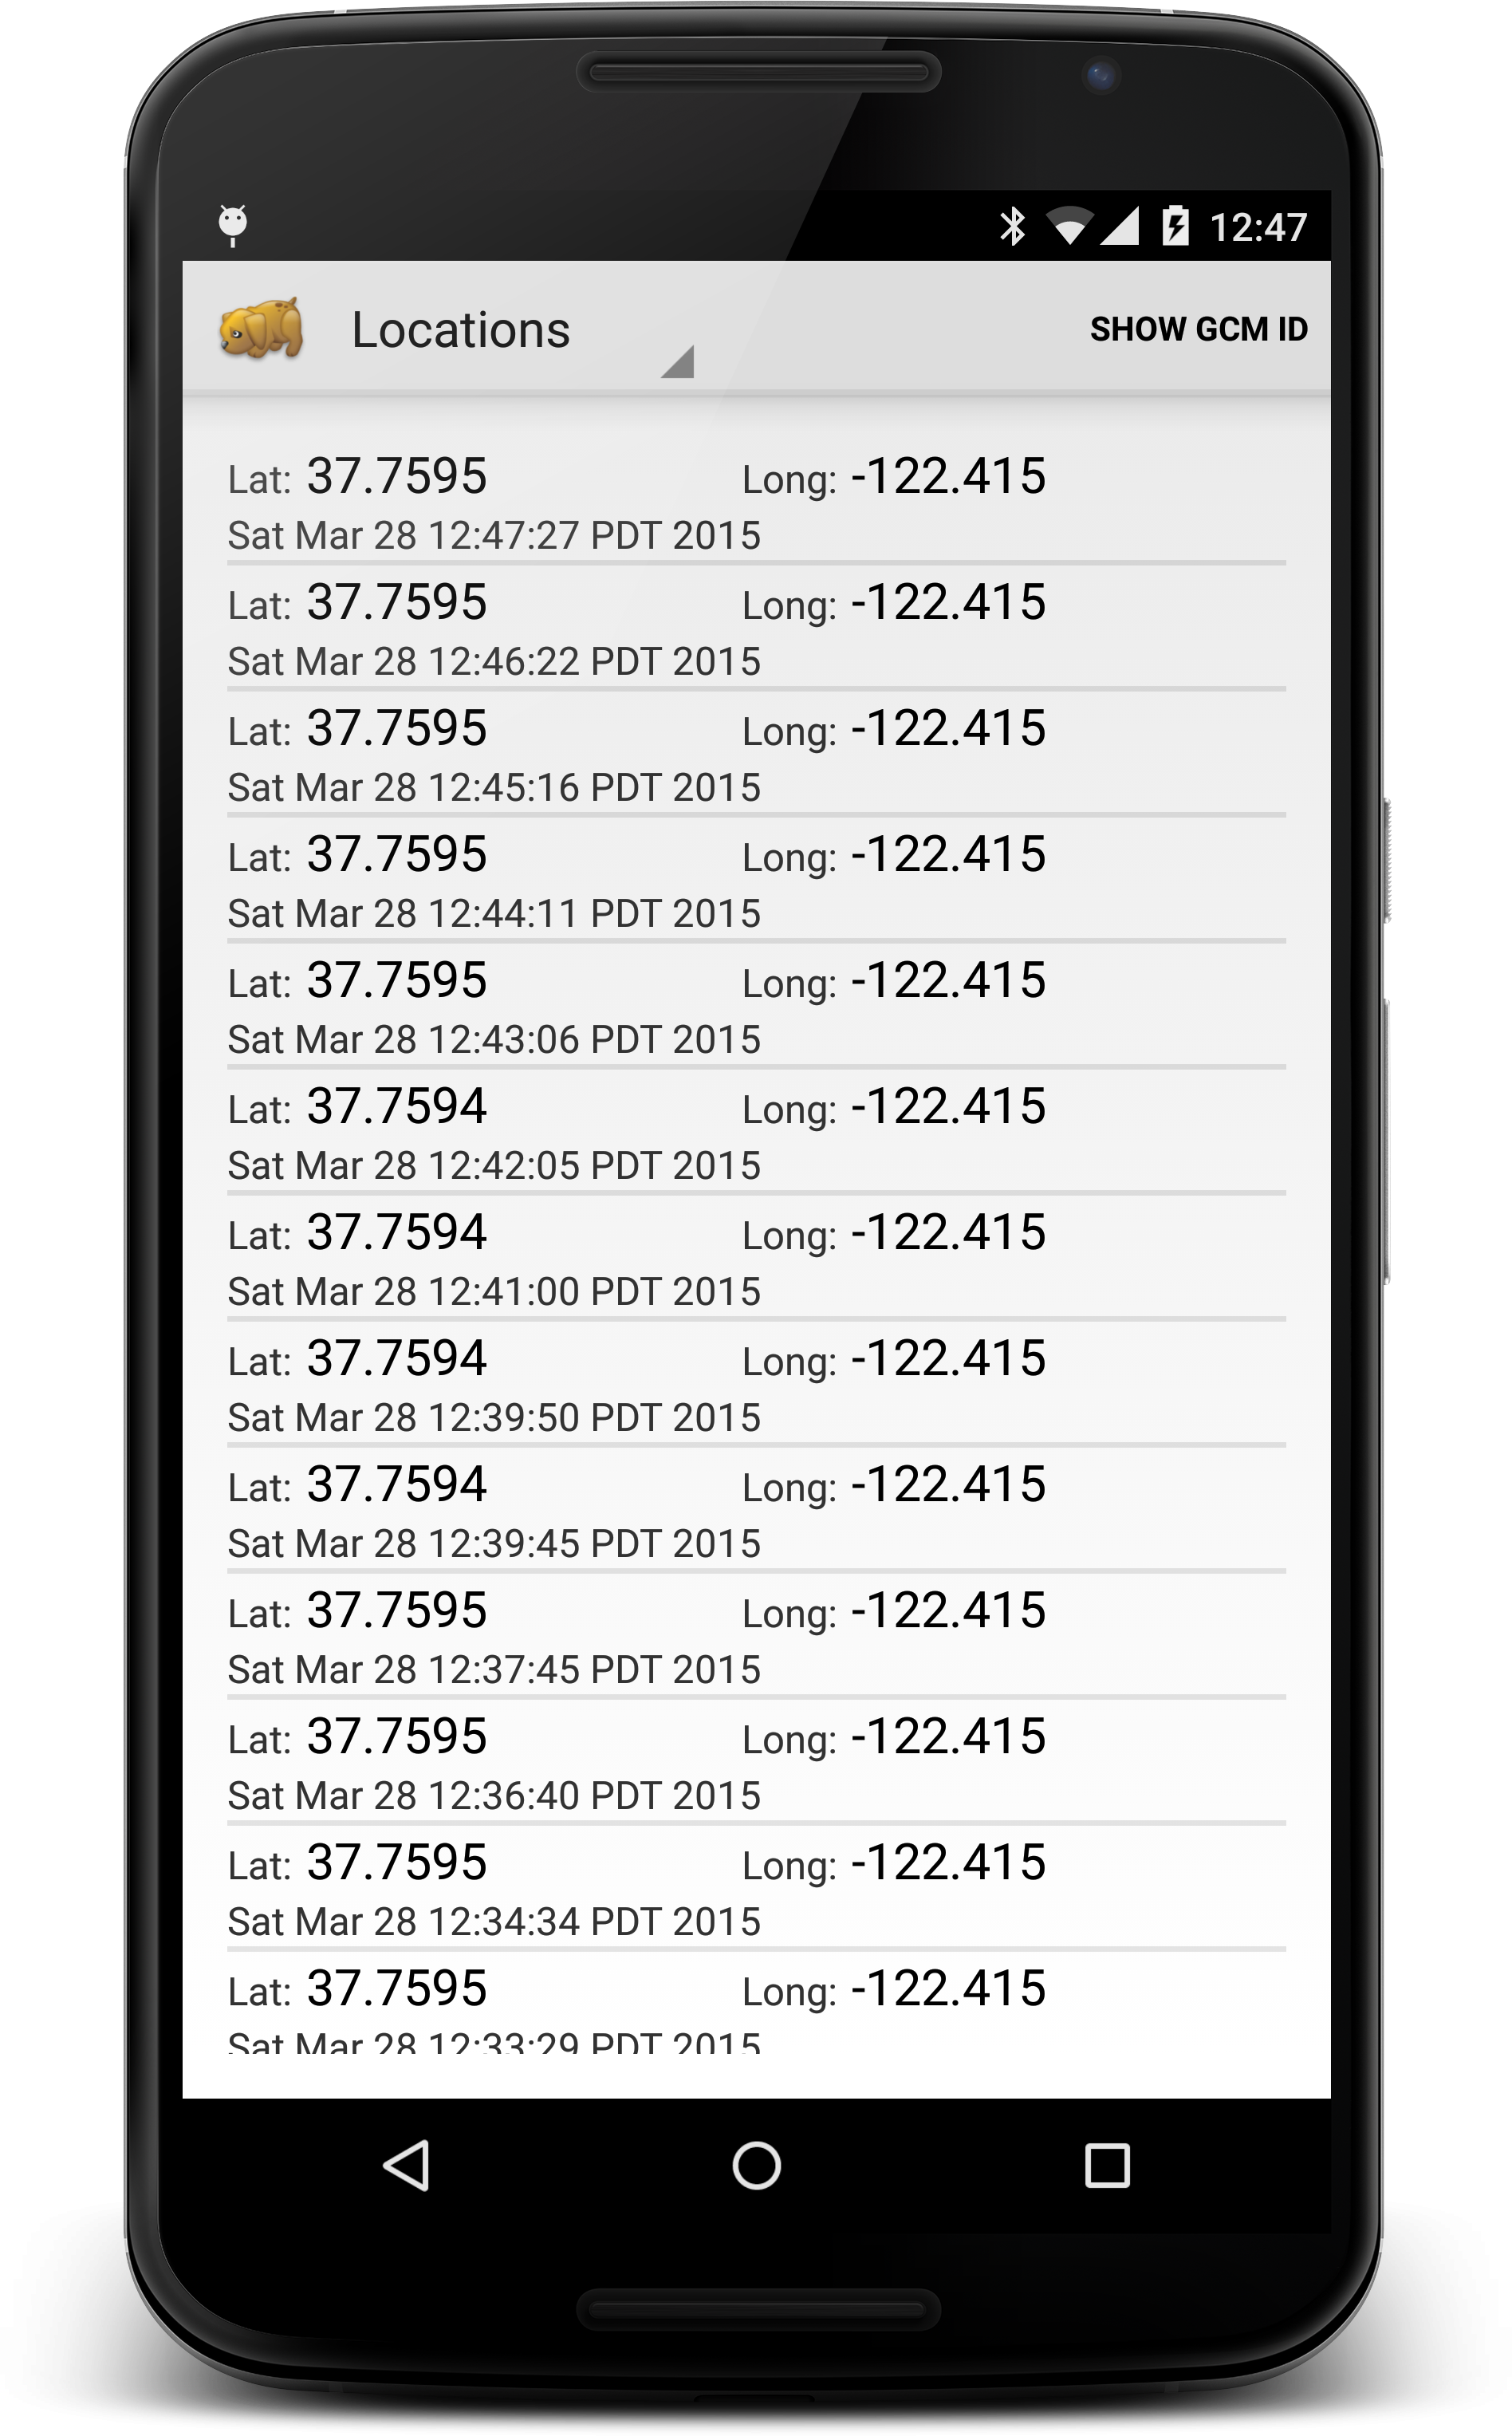 12:47
Locations SHOW GCM ID
Lat: 37.7595 Long: -122.415
Sat Mar 28 12:47:27 PDT 2015
Lat: 37.7595 Long: -122.415
Sat Mar 28 12:46:22 PDT 2015
Lat: 37.7595 Long: -122.415
Sat Mar 28 12:45:16 PDT 2015
Lat: 37.7595 Long: -122.415
Sat Mar 28 12:44:11 PDT 2015
Lat: 37.7595 Long: -122.415
Sat Mar 28 12:43:06 PDT 2015
Lat: 37.7594 Long: -122.415
Sat Mar 28 12:42:05 PDT 2015
Lat: 37.7594 Long: -122.415
Sat Mar 28 12:41:00 PDT 2015
Lat: 37.7594 Long: -122.415
Sat Mar 28 12:39:50 PDT 2015
Lat: 37.7594 Long: -122.415
Sat Mar 28 12:39:45 PDT 2015
Lat: 37.7595 Long: -122.415
Sat Mar 28 12:37:45 PDT 2015
Lat: 37.7595 Long: -122.415
Sat Mar 28 12:36:40 PDT 2015
Lat: 37.7595 Long: -122.415
Sat Mar 28 12:34:34 PDT 2015
Lat: 37.7595 Long: -122.415
Sat Mar 28 12:33:29 PDT 2015